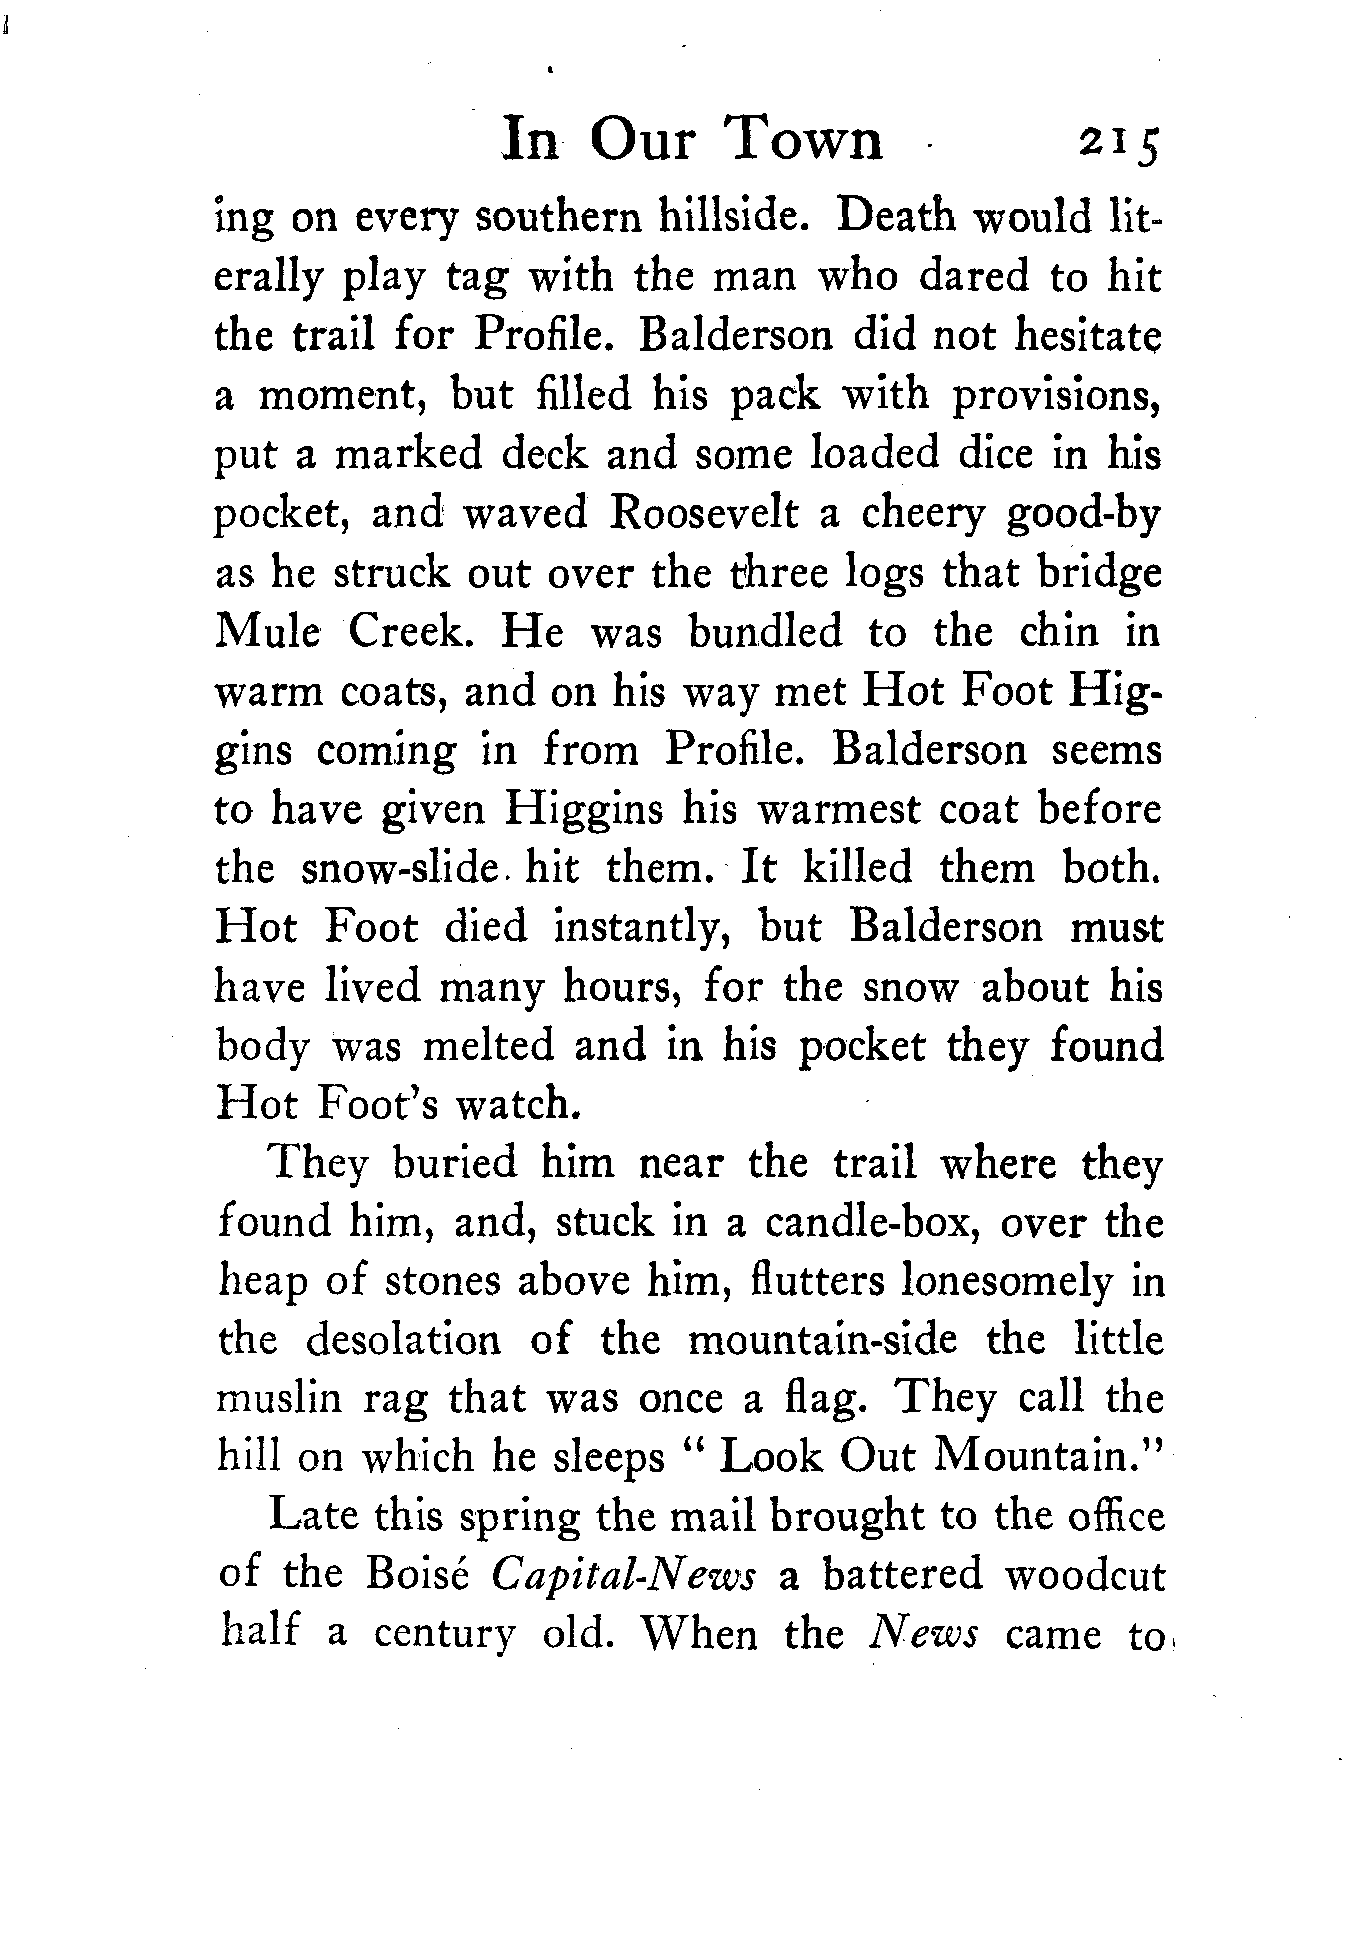 In Our Town 215
ing on every southern hillside. Death would lit-
erally play tag with the man who dared to hit
the trail for Profile. Balderson did not hesitate
a moment, but filled his pack with provisions,
put a marked deck and some loaded dice in his
pocket, and waved Roosevelt a cheery good-by
as he struck out over the three logs that bridge
Mule Creek. He was bundled to the chin in
warm coats, and on his way met Hot Foot Hig-
gins coming in from Profile. Balderson seems
to have given Higgins his warmest coat before
the snow-slide hit them. It killed them both.
Hot Foot died instantly, but Balderson must
have lived many hours, for the snow about his
body was melted and in his pocket they found
Hot Foot's watch.
They buried him near the trail where they
found him, and, stuck in a candle-box, over the
heap of stones above him, flutters lonesomely in
the desolation of the mountain-side the little
muslin rag that was once a flag. They call the
hill on which he sleeps " Look Out Mountain."
Late this spring the mail brought to the office
of the Boisé Capital-News a battered woodcut
half a century old. When the News came to